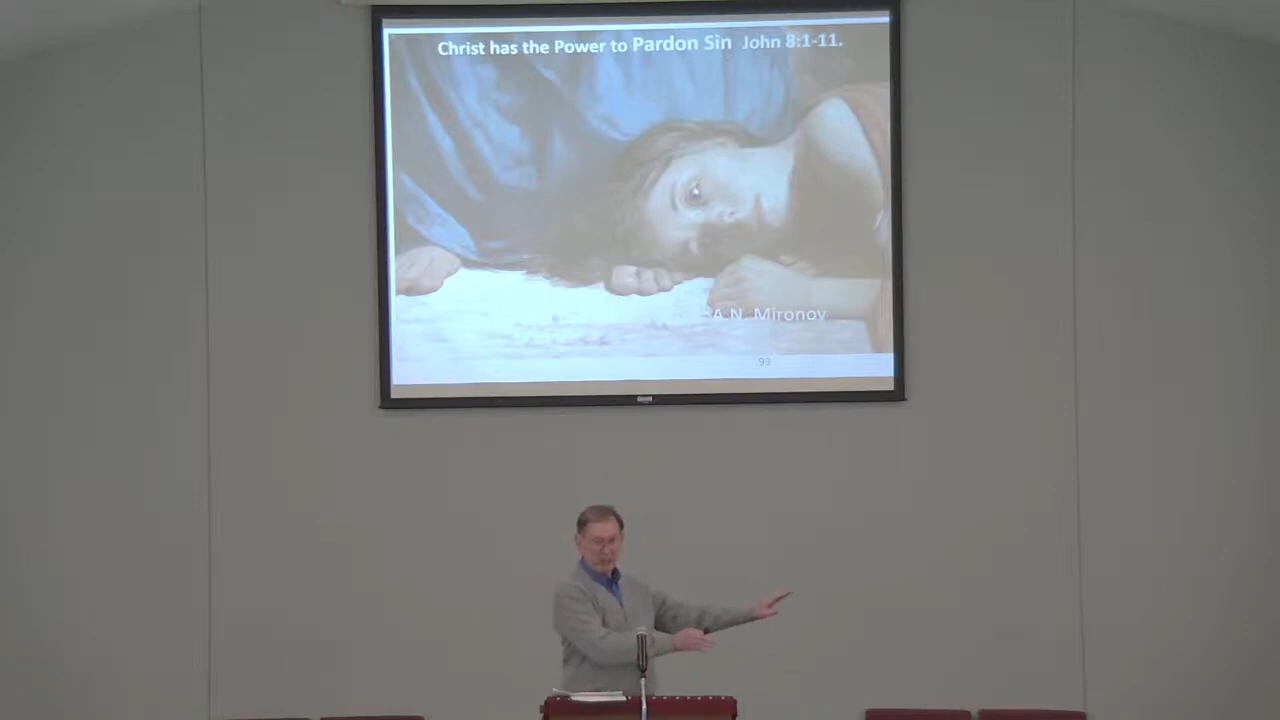 Christ has the Power to Pardon Sin John 8:1-11.
A.N. Mironov
93